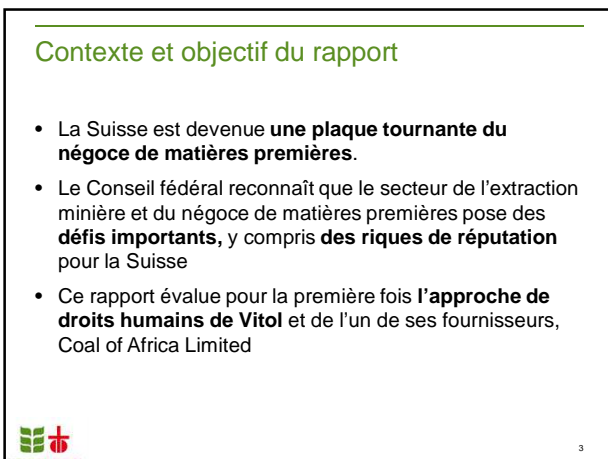 Contexte et objectif du rapport
• La Suisse est devenue une plaque tournante du
négoce de matières premières.
• Le Conseil fédéral reconnaît que le secteur de l'extraction
minière et du négoce de matières premières pose des
défis importants, y compris des riques de réputation
pour la Suisse
• Ce rapport évalue pour la première fois l'approche de
droits humains de Vitol et de l'un de ses fournisseurs,
Coal of Africa Limited
3